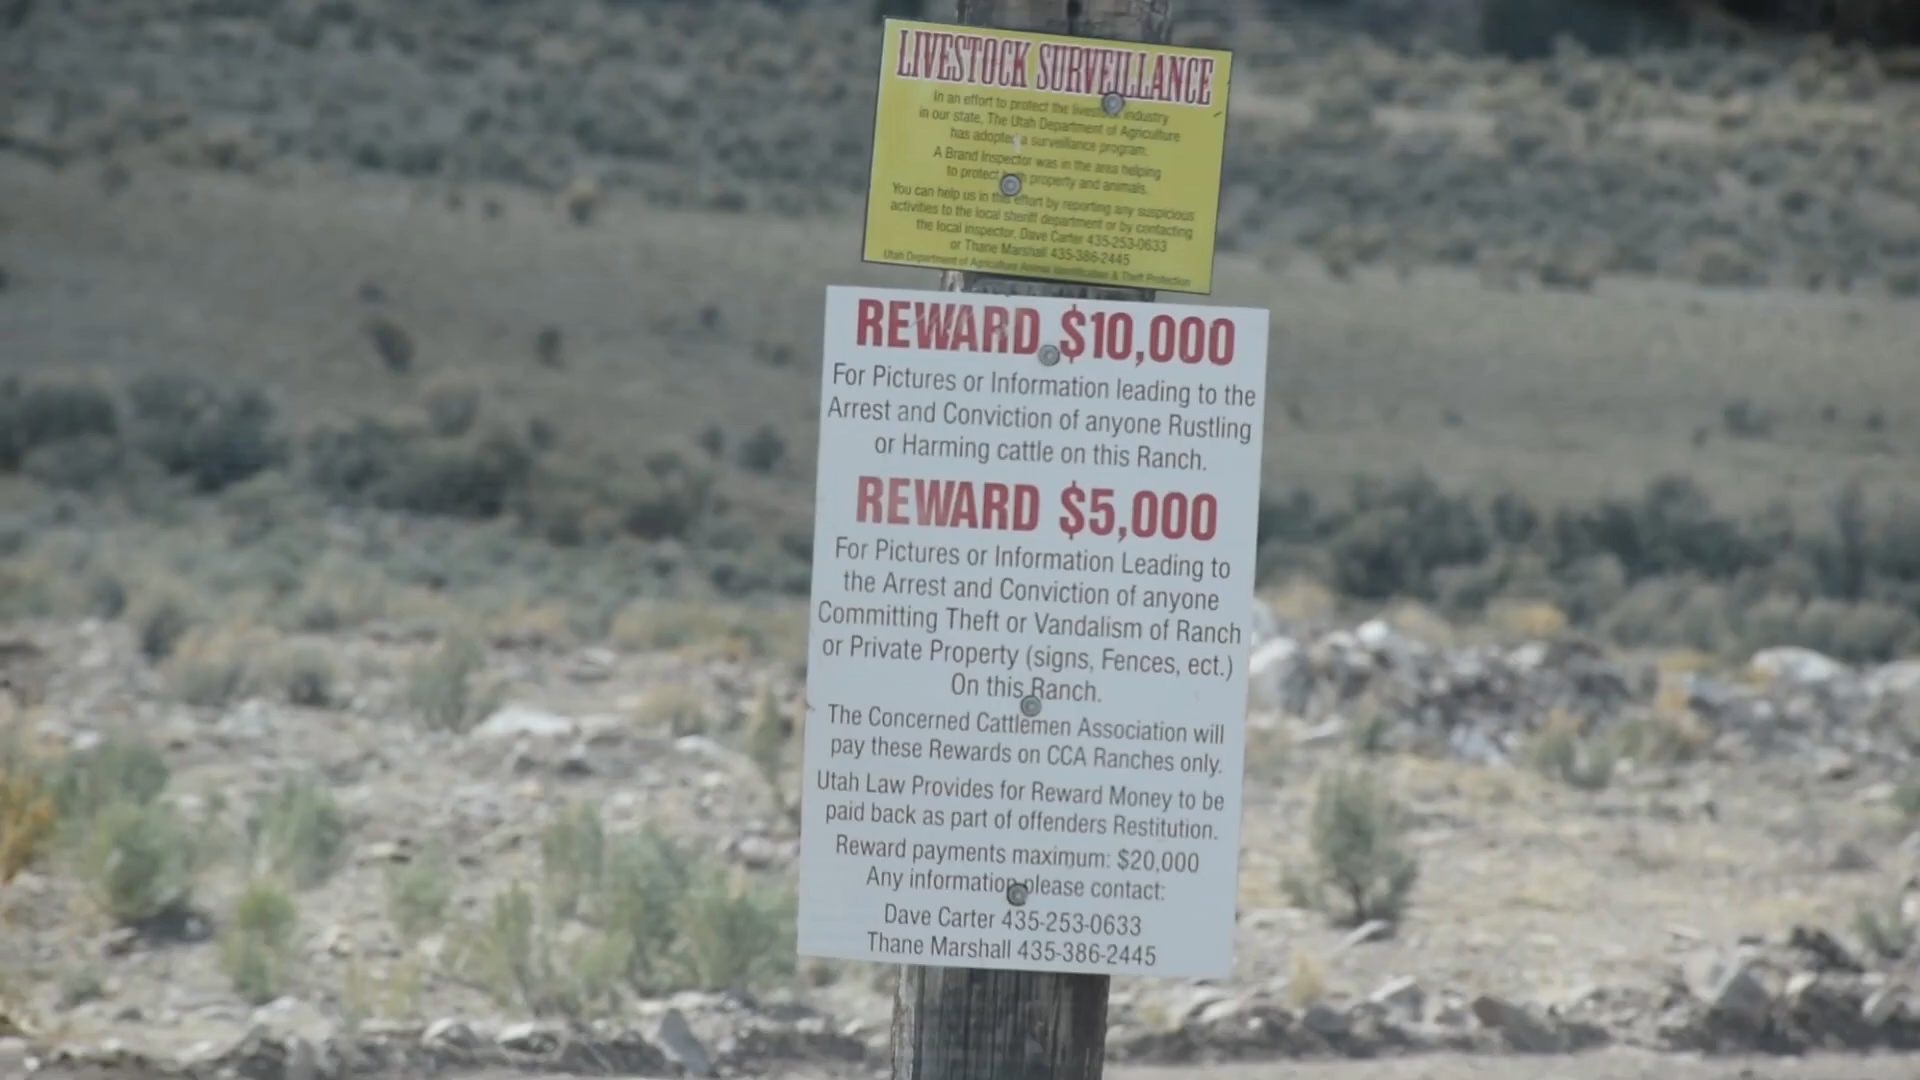 LIVESTOCK SURVEILLANCE
In an effort to protect the livestock industry
in our state, The Utah Department of Agriculture
has adopted a surveillance program.
A Brand Inspector was in the area helping
to protect both property and animals.
You can help us in this effort by reporting any suspicious
activities to the local sheriff department or by contacting
the local inspector, Dave Carter 435-253-0633
or Thane Marshall 435-386-2445
Utah Department of Agriculture Animal Identification & Theft Protection
REWARD $10,000
For Pictures or Information leading to the
Arrest and Conviction of anyone Rustling
or Harming cattle on this Ranch.
REWARD $5,000
For Pictures or Information Leading to
the Arrest and Conviction of anyone
Committing Theft or Vandalism of Ranch
or Private Property (signs, Fences, ect.)
On this Ranch.
The Concerned Cattlemen Association will
pay these Rewards on CCA Ranches only.
Utah Law Provides for Reward Money to be
paid back as part of offenders Restitution.
Reward payments maximum: $20,000
Any information please contact:
Dave Carter 435-253-0633
Thane Marshall 435-386-2445